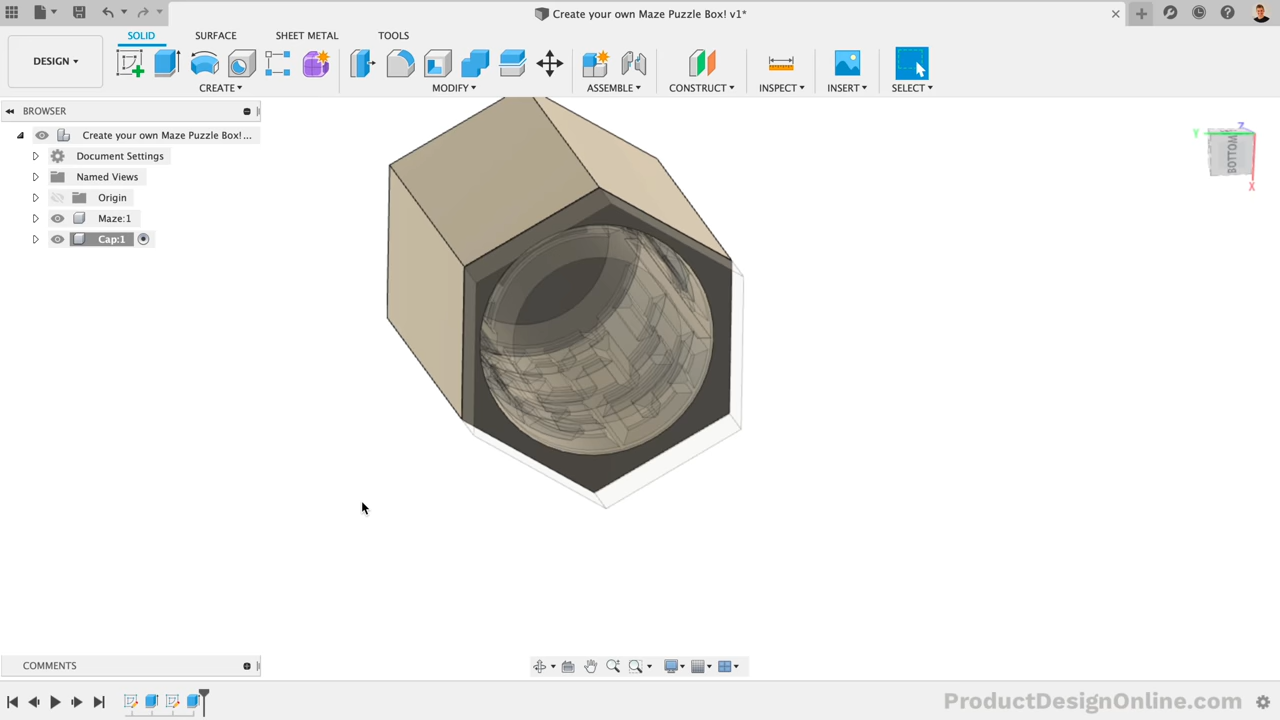 Create your own Maze Puzzle Box! v1*
SOLID
SURFACE
SHEET METAL
TOOLS
DESIGN
CREATE
MODIFY
ASSEMBLE
CONSTRUCT
INSPECT
INSERT
SELECT
BROWSER
Create your own Maze Puzzle Box!...
Document Settings
Named Views
Origin
Maze:1
Cap:1
Z
Y
BOTTOM
X
COMMENTS
ProductDesignOnline.com